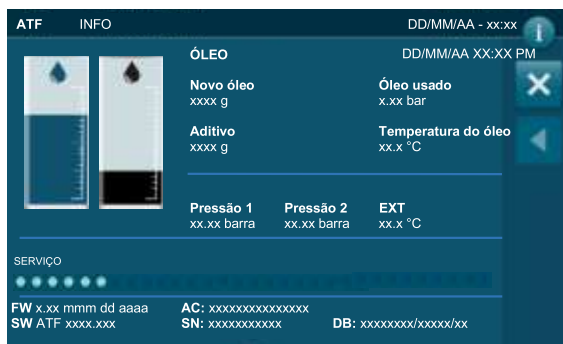 ATF INFO DD/MM/AA - xx:xx
i
ÓLEO DD/MM/AA XX:XX PM
Novo óleo Óleo usado
xxxx g x.xx bar
Aditivo Temperatura do óleo
xxxx g xx.x °C
Pressão 1 Pressão 2 EXT
xx.xx barra xx.xx barra xx.x °C
SERVIÇO
FW x.xx mmm dd aaaa AC: xxxxxxxxxxxxxxx
SW ATF xxxx.xxx SN: xxxxxxxxxxx DB: xxxxxxxx/xxxxx/xx